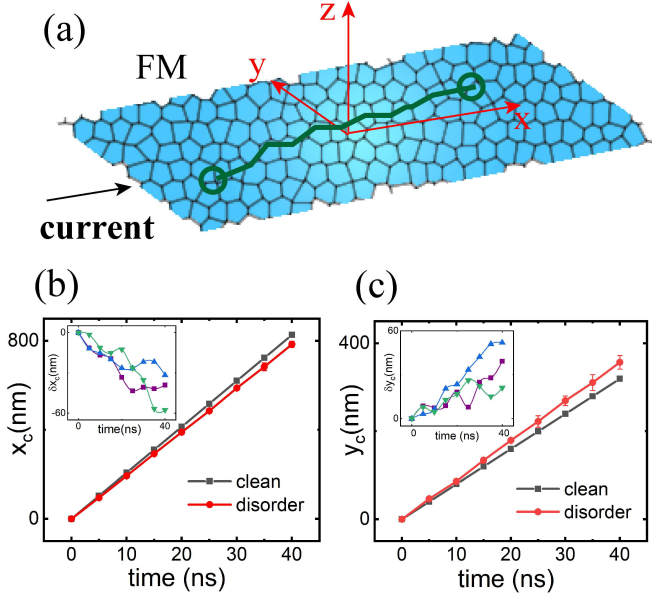 (a)
FM
z
y
x
current
(b)
x_c(nm)
800
0
0
10
20
30
40
time (ns)
clean
disorder
δx_c(nm)
0
-60
0
20
40
time(ns)
(c)
y_c(nm)
400
0
0
10
20
30
40
time (ns)
clean
disorder
δy_c(nm)
60
0
0
20
40
time(ns)